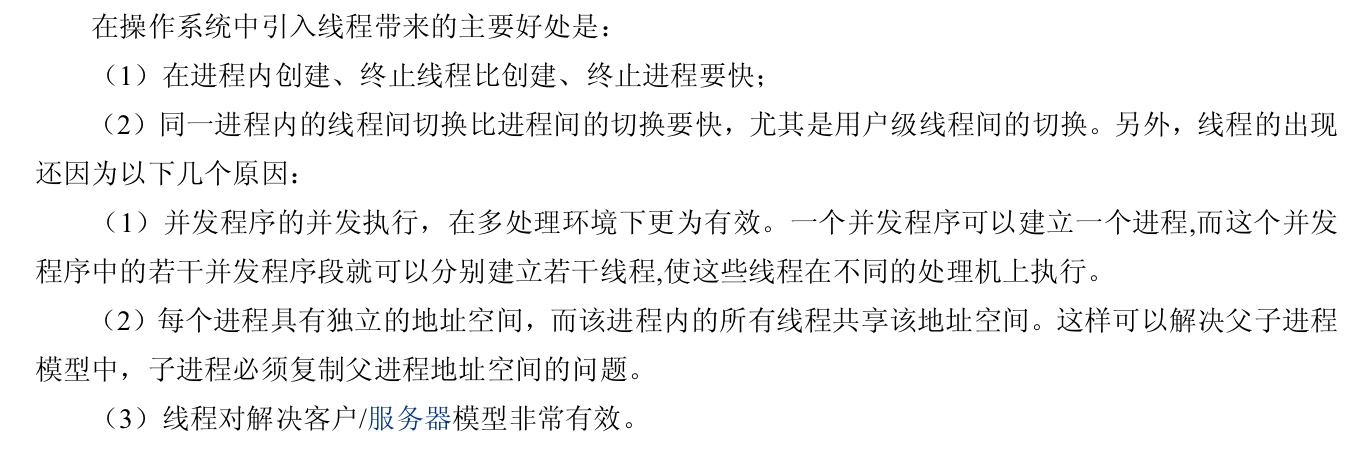 在操作系统中引入线程带来的主要好处是：
（1）在进程内创建、终止线程比创建、终止进程要快；
（2）同一进程内的线程间切换比进程间的切换要快，尤其是用户级线程间的切换。另外，线程的出现
还因为以下几个原因：
（1）并发程序的并发执行，在多处理环境下更为有效。一个并发程序可以建立一个进程,而这个并发
程序中的若干并发程序段就可以分别建立若干线程,使这些线程在不同的处理机上执行。
（2）每个进程具有独立的地址空间，而该进程内的所有线程共享该地址空间。这样可以解决父子进程
模型中，子进程必须复制父进程地址空间的问题。
（3）线程对解决客户/服务器模型非常有效。